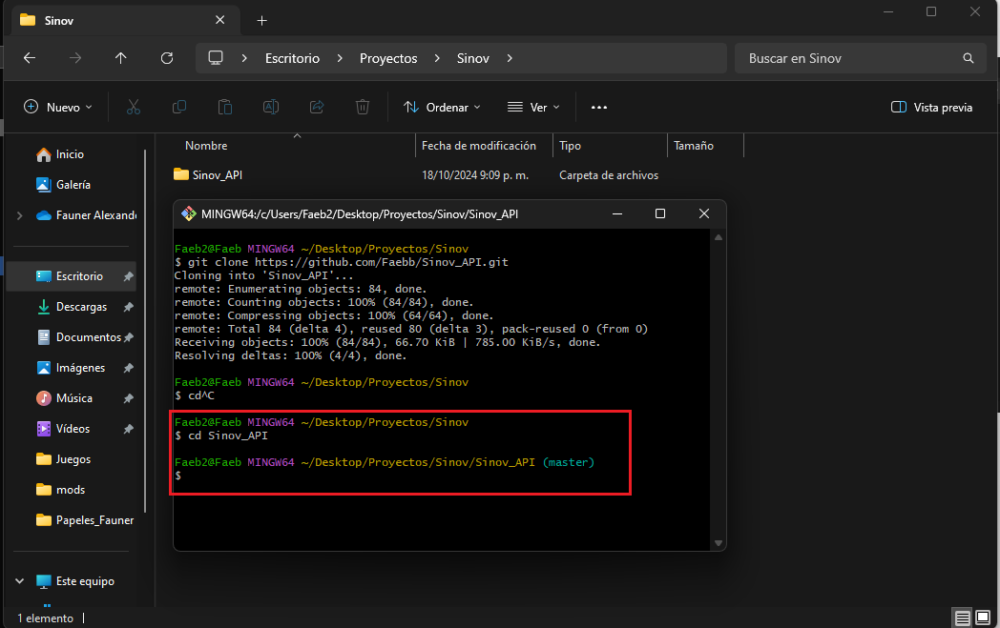 Sinov
Escritorio
Proyectos
Sinov
Buscar en Sinov
Nuevo
Ordenar
Ver
Vista previa
Nombre
Fecha de modificación
Tipo
Tamaño
Sinov_API
18/10/2024 9:09 p. m.
Carpeta de archivos
Inicio
Galería
Fauner Alexand
Escritorio
Descargas
Documentos
Imágenes
Música
Vídeos
Juegos
mods
Papeles_Fauner
Este equipo
MINGW64:/c/Users/Faeb2/Desktop/Proyectos/Sinov/Sinov_API
Faeb2@Faeb MINGW64 ~/Desktop/Proyectos/Sinov
$ git clone https://github.com/Faebb/Sinov_API.git
Cloning into 'Sinov_API'...
remote: Enumerating objects: 84, done.
remote: Counting objects: 100% (84/84), done.
remote: Compressing objects: 100% (64/64), done.
remote: Total 84 (delta 4), reused 80 (delta 3), pack-reused 0 (from 0)
Receiving objects: 100% (84/84), 66.70 KiB | 785.00 KiB/s, done.
Resolving deltas: 100% (4/4), done.
Faeb2@Faeb MINGW64 ~/Desktop/Proyectos/Sinov
$ cd^C
Faeb2@Faeb MINGW64 ~/Desktop/Proyectos/Sinov
$ cd Sinov_API
Faeb2@Faeb MINGW64 ~/Desktop/Proyectos/Sinov/Sinov_API (master)
$
1 elemento